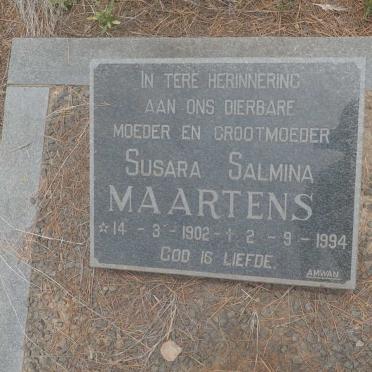 IN TERE HERINNERING
AAN ONS DIERBARE
MOEDER EN GROOTMOEDER
SUSARA SALMINA
MAARTENS
☆14 - 3 - 1902 - † 2 - 9 - 1994
GOD IS LIEFDE.
AMWAN